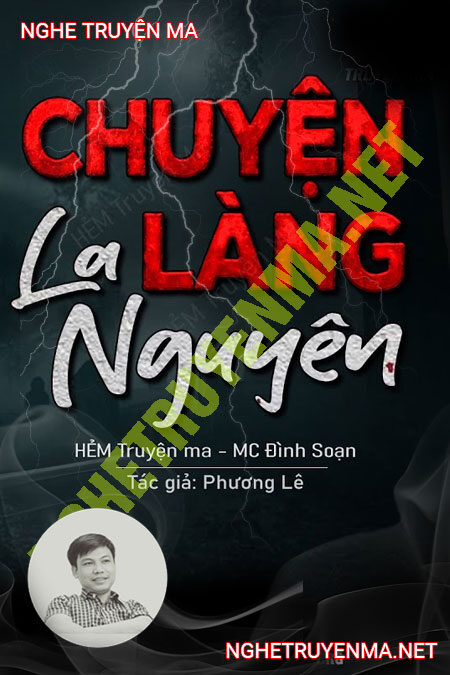 NGHE TRUYỆN MA
CHUYỆN
La LÀNG
Nguyên
HẺM Truyện ma - MC Đình Soạn
Tác giả: Phương Lê
NGHETRUYENMA.NET
NGHETRUYENMA.NET